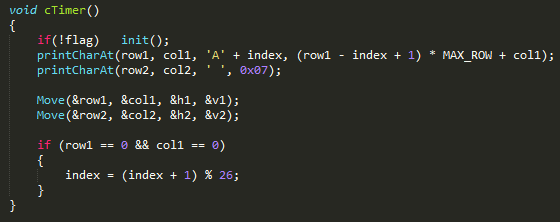 void cTimer()
{
    if(!flag)   init();
    printCharAt(row1, col1, 'A' + index, (row1 - index + 1) * MAX_ROW + col1);
    printCharAt(row2, col2, ' ', 0x07);

    Move(&row1, &col1, &h1, &v1);
    Move(&row2, &col2, &h2, &v2);

    if (row1 == 0 && col1 == 0)
    {
        index = (index + 1) % 26;
    }
}